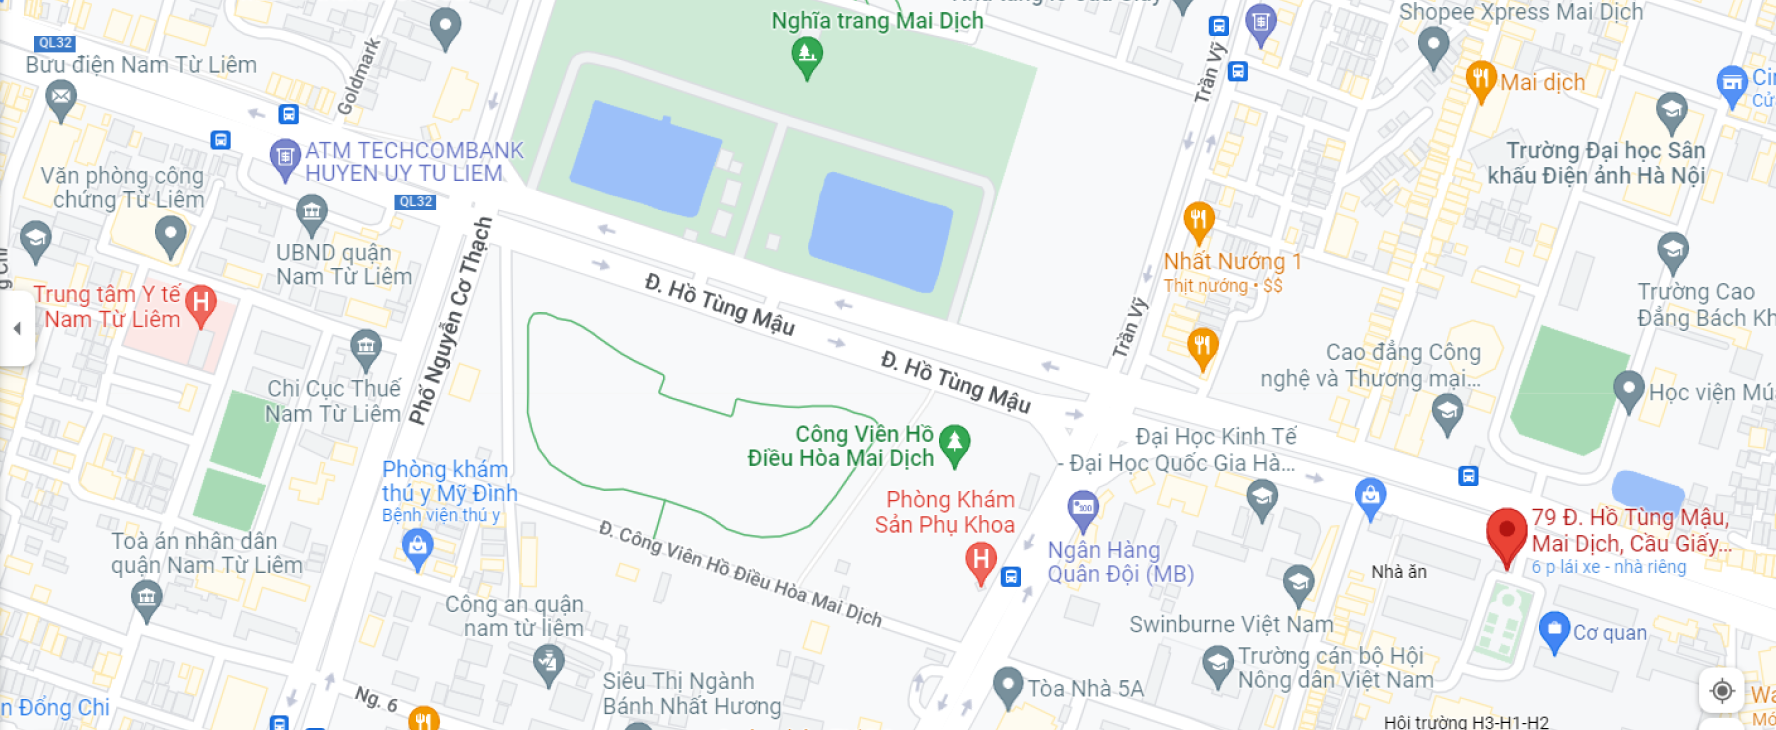 Nghĩa trang Mai Dịch
Shopee Xpress Mai Dịch
QL32
Bưu điện Nam Từ Liêm
Goldmark
Trần Vỹ
Mai dịch
Trường Đại học Sân
khấu Điện ảnh Hà Nội
ATM TECHCOMBANK
HUYEN UY TU LIEM
Văn phòng công
chứng Từ Liêm
QL32
UBND quận
Nam Từ Liêm
Phố Nguyễn Cơ Thạch
Nhất Nướng 1
Thịt nướng • $$
Trung tâm Y tế
Nam Từ Liêm
Đ. Hồ Tùng Mậu
Trần Vỹ
Trường Cao
Đẳng Bách Kh
Cao đẳng Công
nghệ và Thương mại...
Đ. Hồ Tùng Mậu
Chi Cục Thuế
Nam Từ Liêm
Học viện Mú
Công Viên Hồ
Điều Hòa Mai Dịch
Đại Học Kinh Tế
- Đại Học Quốc Gia Hà...
Phòng khám
thú y Mỹ Đình
Bệnh viện thú y
Phòng Khám
Sản Phụ Khoa
79 Đ. Hồ Tùng Mậu,
Mai Dịch, Cầu Giấy...
6 p lái xe - nhà riêng
Đ. Công Viên Hồ Điều Hòa Mai Dịch
Toà án nhân dân
quận Nam Từ Liêm
Ngân Hàng
Quân Đội (MB)
Nhà ăn
Công an quận
nam từ liêm
Swinburne Việt Nam
Cơ quan
Trường cán bộ Hội
Nông dân Việt Nam
Siêu Thị Ngành
Bánh Nhất Hương
Tòa Nhà 5A
Ng. 6
n Đổng Chi
Hội trường H3-H1-H2